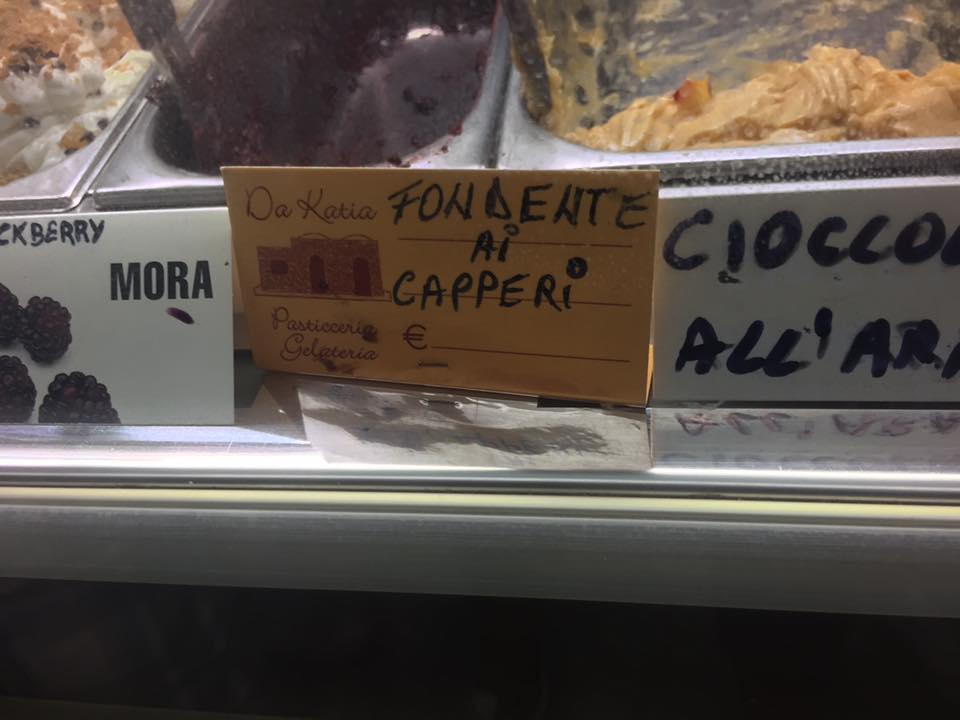 CKBERRY
MORA
Da Katia
Pasticceria
Gelateria
FONDENTE
AI
CAPPERI
€
CIOCCO
ALL'AR